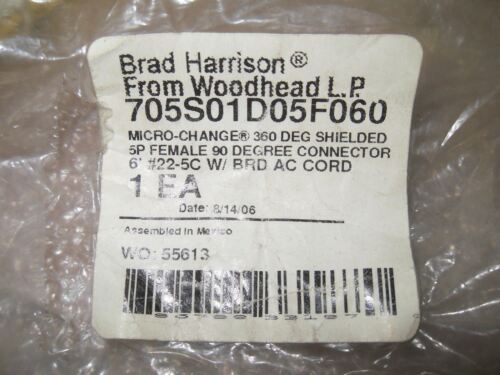 Brad Harrison®
From Woodhead L.P.
705S01D05F060
MICRO-CHANGE® 360 DEG SHIELDED
5P FEMALE 90 DEGREE CONNECTOR
6' #22-5C W/ BRD AC CORD
1 EA
Date: 8/14/06
Assembled in Mexico
WO: 55613